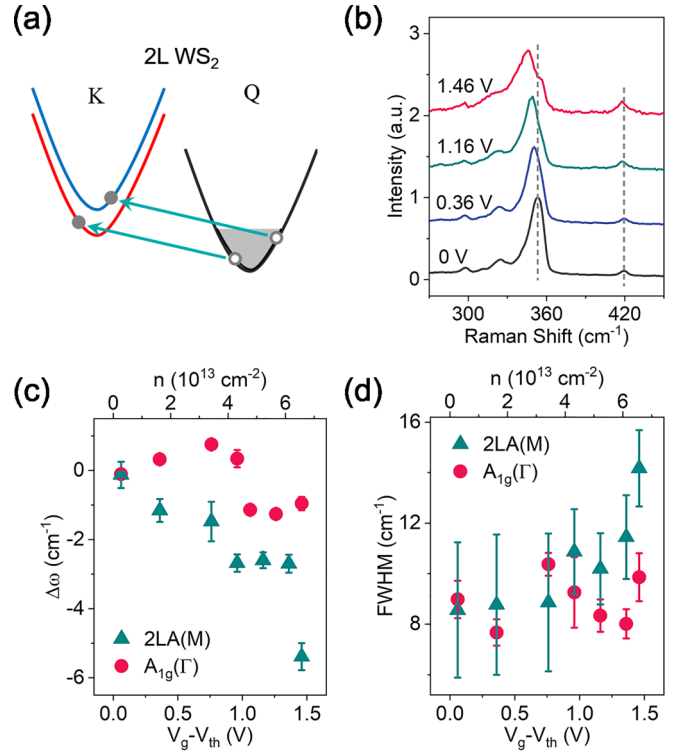 (a)
2L WS₂
K
Q
(b)
3
2
1
0
Intensity (a.u.)
1.46 V
1.16 V
0.36 V
0 V
300
360
420
Raman Shift (cm⁻¹)
(c)
n (10¹³ cm⁻²)
0
2
4
6
0
-2
-4
-6
Δω (cm⁻¹)
2LA(M)
A₁g(Γ)
0.0
0.5
1.0
1.5
Vg-Vth (V)
(d)
n (10¹³ cm⁻²)
0
2
4
6
16
12
8
FWHM (cm⁻¹)
2LA(M)
A₁g(Γ)
0.0
0.5
1.0
1.5
Vg-Vth (V)